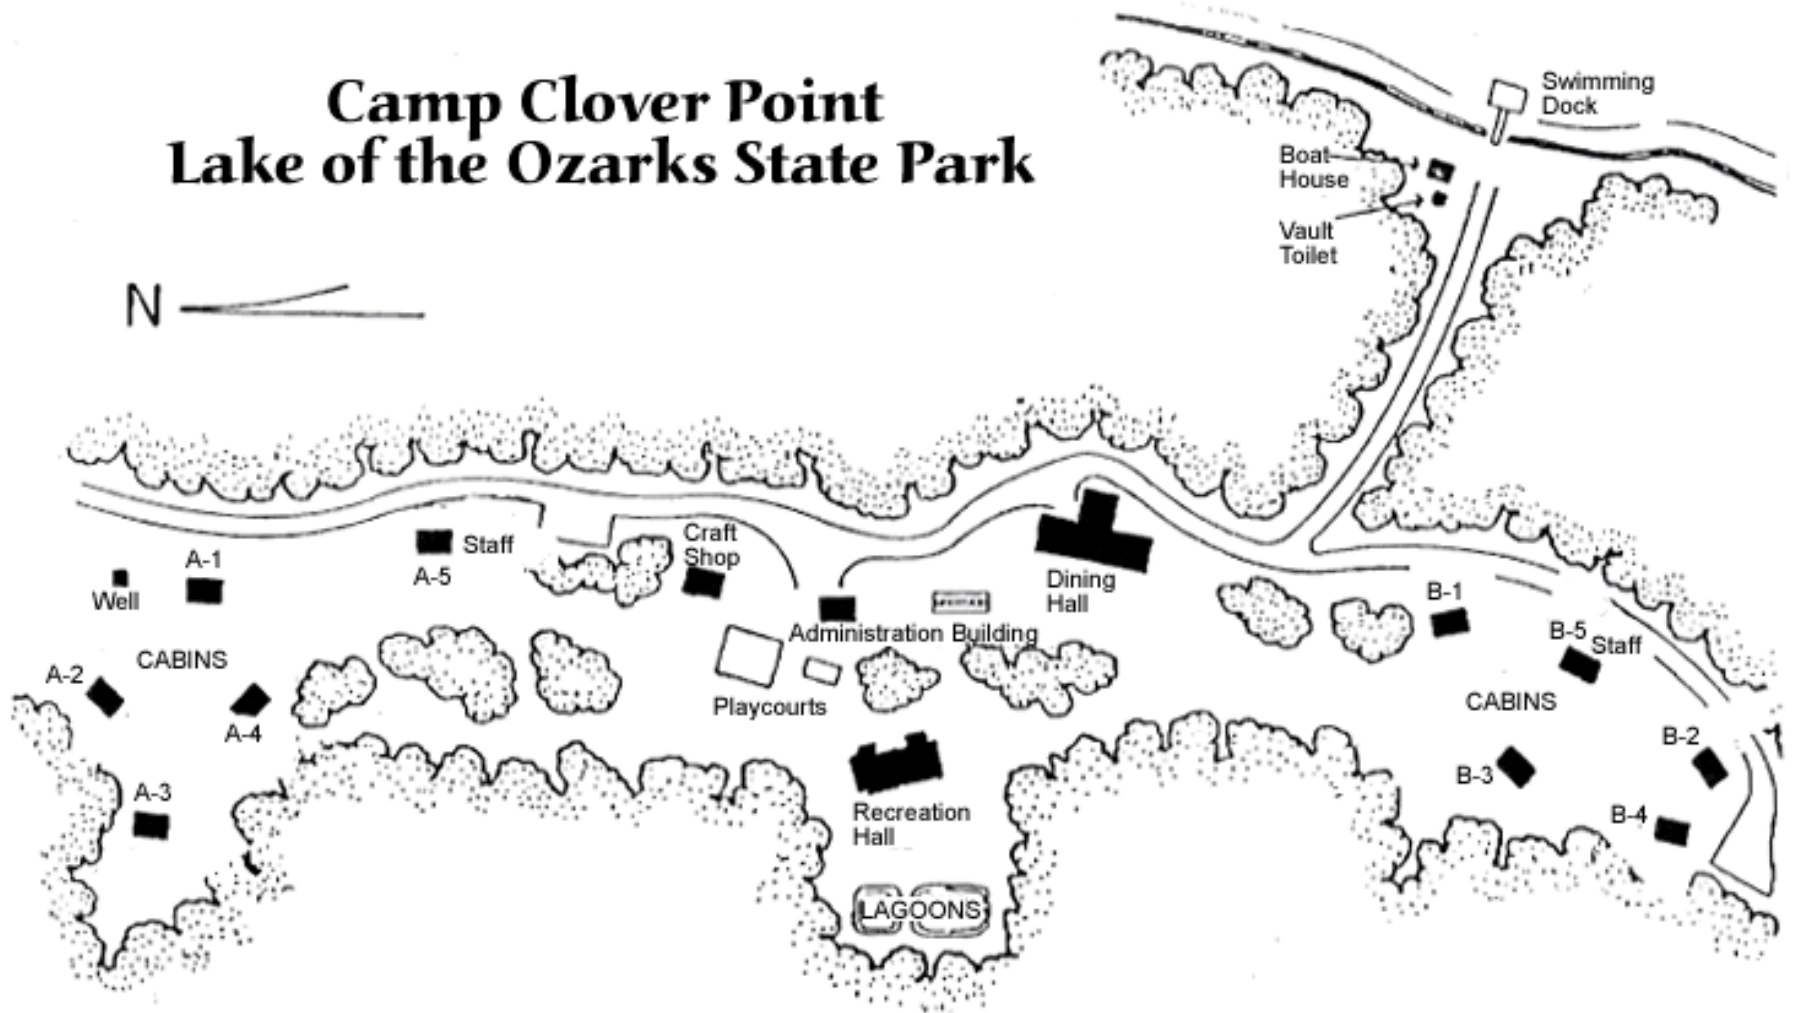 Camp Clover Point
Lake of the Ozarks State Park
Swimming
Dock
Boat
House
Vault
Toilet
N
Craft
Shop
Staff
A-5
A-1
Well
Dining
Hall
B-1
Administration Building
B-5
Staff
CABINS
A-2
A-4
Playcourts
CABINS
B-2
B-3
A-3
Recreation
Hall
B-4
LAGOONS